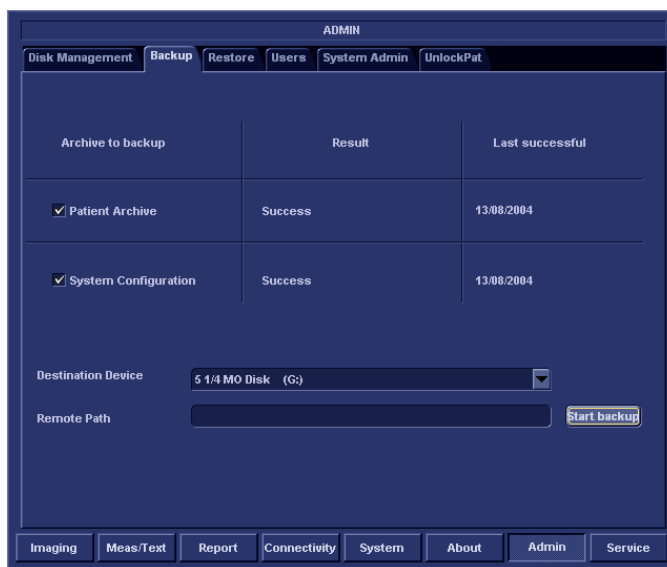 ADMIN
Disk Management Backup Restore Users System Admin UnlockPat
Archive to backup Result Last successful
Patient Archive Success 13/08/2004
System Configuration Success 13/08/2004
Destination Device 5 1/4 MO Disk (G:)
Remote Path Start backup
Imaging Meas/Text Report Connectivity System About Admin Service